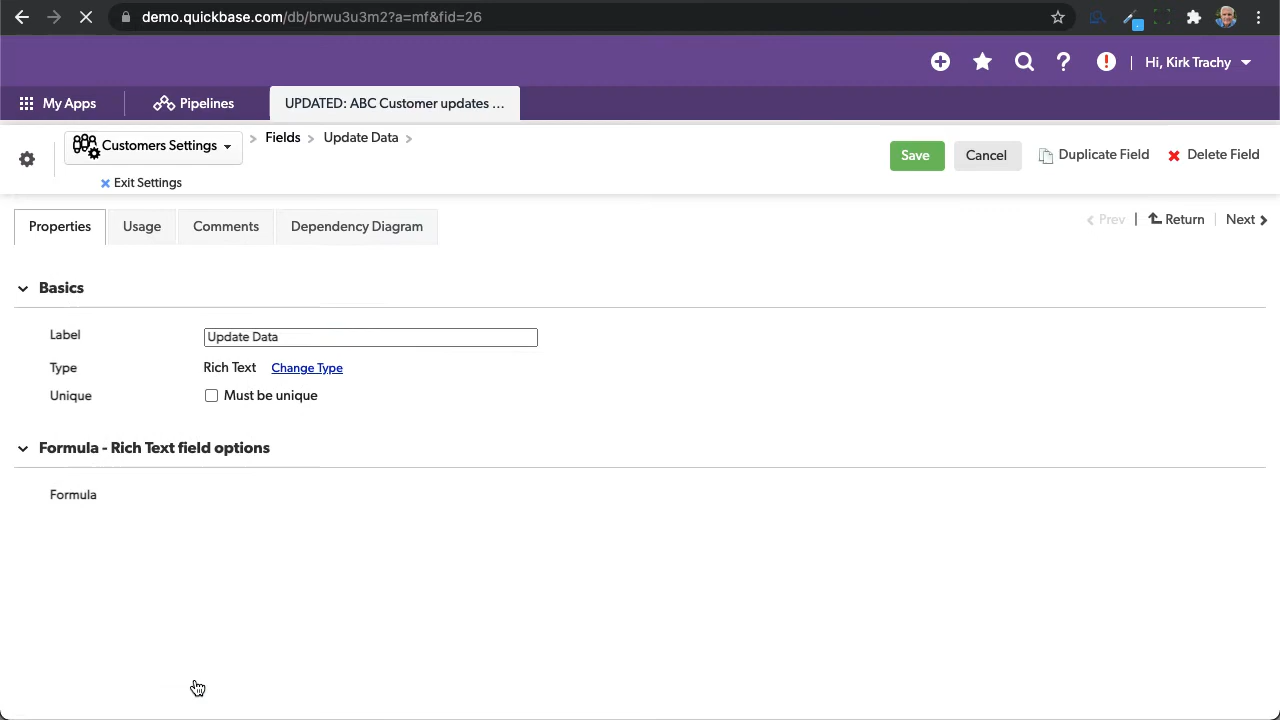 demo.quickbase.com/db/brwu3u3m2?a=mf&fid=26
Hi, Kirk Trachy
My Apps
Pipelines
UPDATED: ABC Customer updates ...
Customers Settings
> Fields > Update Data >
Save
Cancel
Duplicate Field
Delete Field
Exit Settings
Properties
Usage
Comments
Dependency Diagram
Prev | Return | Next
Basics
Label
Update Data
Type
Rich Text Change Type
Unique
Must be unique
Formula - Rich Text field options
Formula